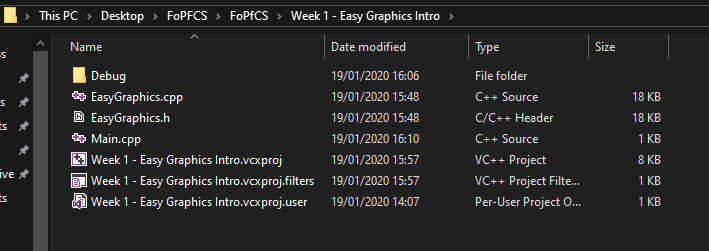 This PC > Desktop > FoPFCS > FoPfCS > Week 1 - Easy Graphics Intro >
Name Date modified Type Size
Debug 19/01/2020 16:06 File folder
EasyGraphics.cpp 19/01/2020 15:48 C++ Source 18 KB
EasyGraphics.h 19/01/2020 15:48 C/C++ Header 18 KB
Main.cpp 19/01/2020 16:10 C++ Source 1 KB
Week 1 - Easy Graphics Intro.vcxproj 19/01/2020 15:57 VC++ Project 8 KB
Week 1 - Easy Graphics Intro.vcxproj.filters 19/01/2020 15:57 VC++ Project Filte... 1 KB
Week 1 - Easy Graphics Intro.vcxproj.user 19/01/2020 14:07 Per-User Project O... 1 KB